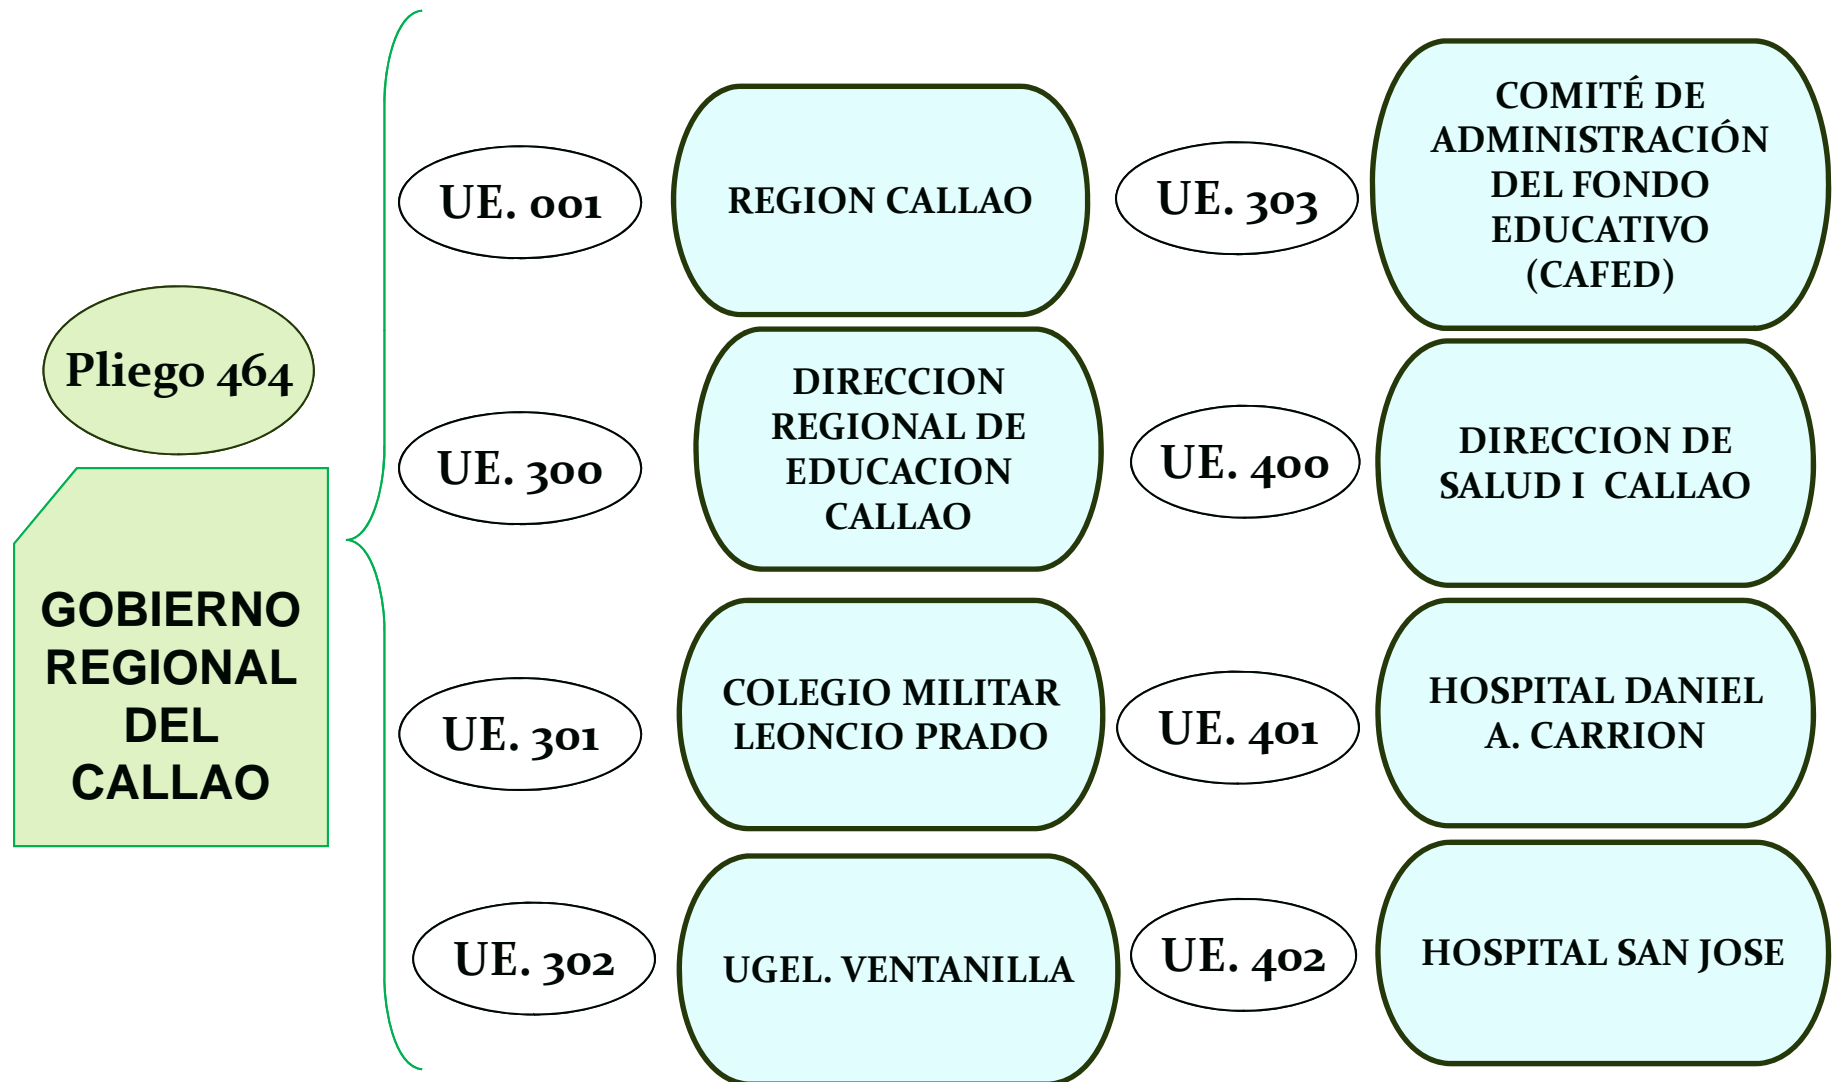 Pliego 464
GOBIERNO
REGIONAL
DEL
CALLAO
UE. 001
REGION CALLAO
UE. 300
DIRECCION
REGIONAL DE
EDUCACION
CALLAO
UE. 301
COLEGIO MILITAR
LEONCIO PRADO
UE. 302
UGEL. VENTANILLA
UE. 303
COMITÉ DE
ADMINISTRACIÓN
DEL FONDO
EDUCATIVO
(CAFED)
UE. 400
DIRECCION DE
SALUD I CALLAO
UE. 401
HOSPITAL DANIEL
A. CARRION
UE. 402
HOSPITAL SAN JOSE